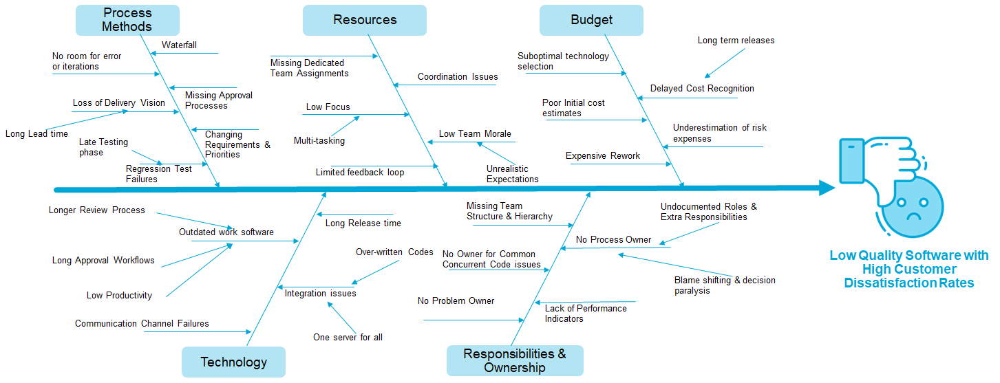 Process
Methods
Resources
Budget
Waterfall
No room for error
or iterations
Missing Approval
Processes
Loss of Delivery Vision
Long Lead time
Changing
Requirements &
Priorities
Late Testing
phase
Regression Test
Failures
Missing Dedicated
Team Assignments
Coordination Issues
Low Focus
Multi-tasking
Low Team Morale
Unrealistic
Expectations
Limited feedback loop
Long term releases
Suboptimal technology
selection
Delayed Cost Recognition
Poor Initial cost
estimates
Underestimation of risk
expenses
Expensive Rework
Longer Review Process
Outdated work software
Long Approval Workflows
Low Productivity
Communication Channel Failures
Long Release time
Over-written Codes
Integration issues
One server for all
Technology
Missing Team
Structure & Hierarchy
Undocumented Roles &
Extra Responsibilities
No Process Owner
No Owner for Common
Concurrent Code issues
Blame shifting & decision
paralysis
No Problem Owner
Lack of Performance
Indicators
Responsibilities &
Ownership
Low Quality Software with
High Customer
Dissatisfaction Rates